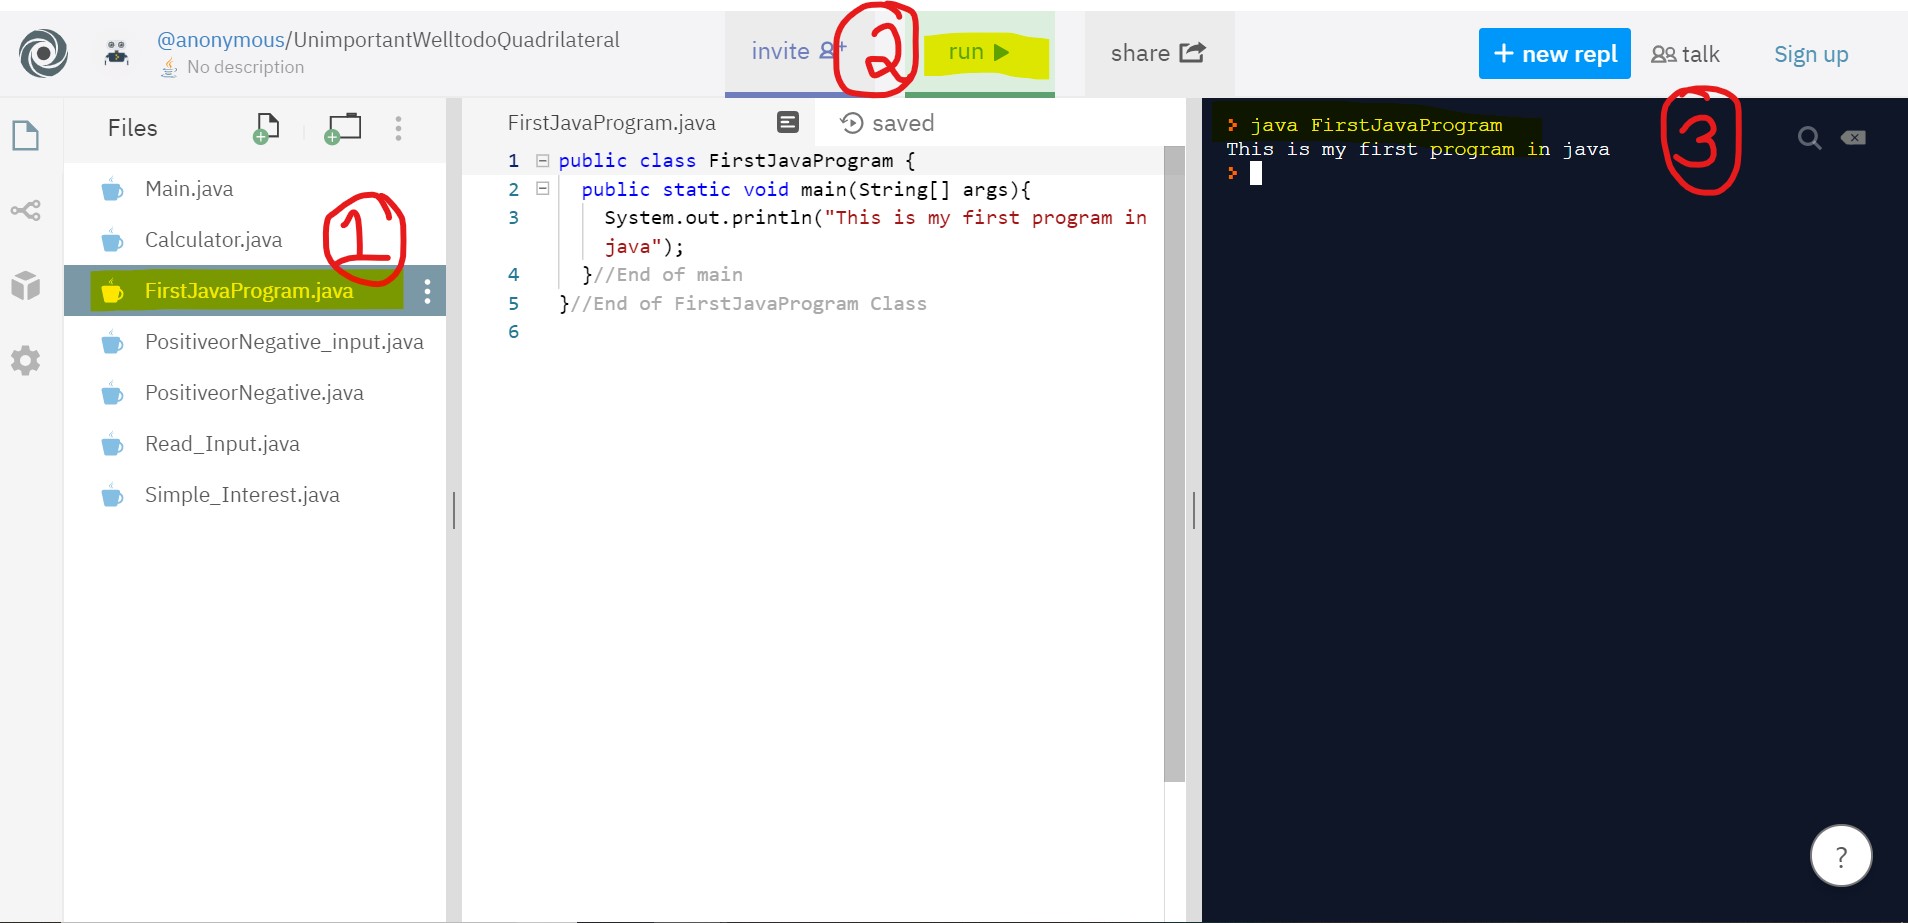 @anonymous/UnimportantWelltodoQuadrilateral
No description
invite
2
run
share
+ new repl
talk
Sign up
Files
Main.java
Calculator.java
1
FirstJavaProgram.java
PositiveorNegative_input.java
PositiveorNegative.java
Read_Input.java
Simple_Interest.java
FirstJavaProgram.java
saved
1 public class FirstJavaProgram {
2 public static void main(String[] args){
3 System.out.println("This is my first program in
java");
4 }//End of main
5 }//End of FirstJavaProgram Class
6
java FirstJavaProgram
This is my first program in java
3
?